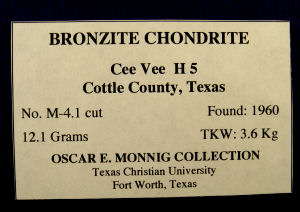 BRONZITE CHONDRITE
Cee Vee H 5
Cottle County, Texas
No. M-4.1 cut Found: 1960
12.1 Grams TKW: 3.6 Kg
OSCAR E. MONNIG COLLECTION
Texas Christian University
Fort Worth, Texas